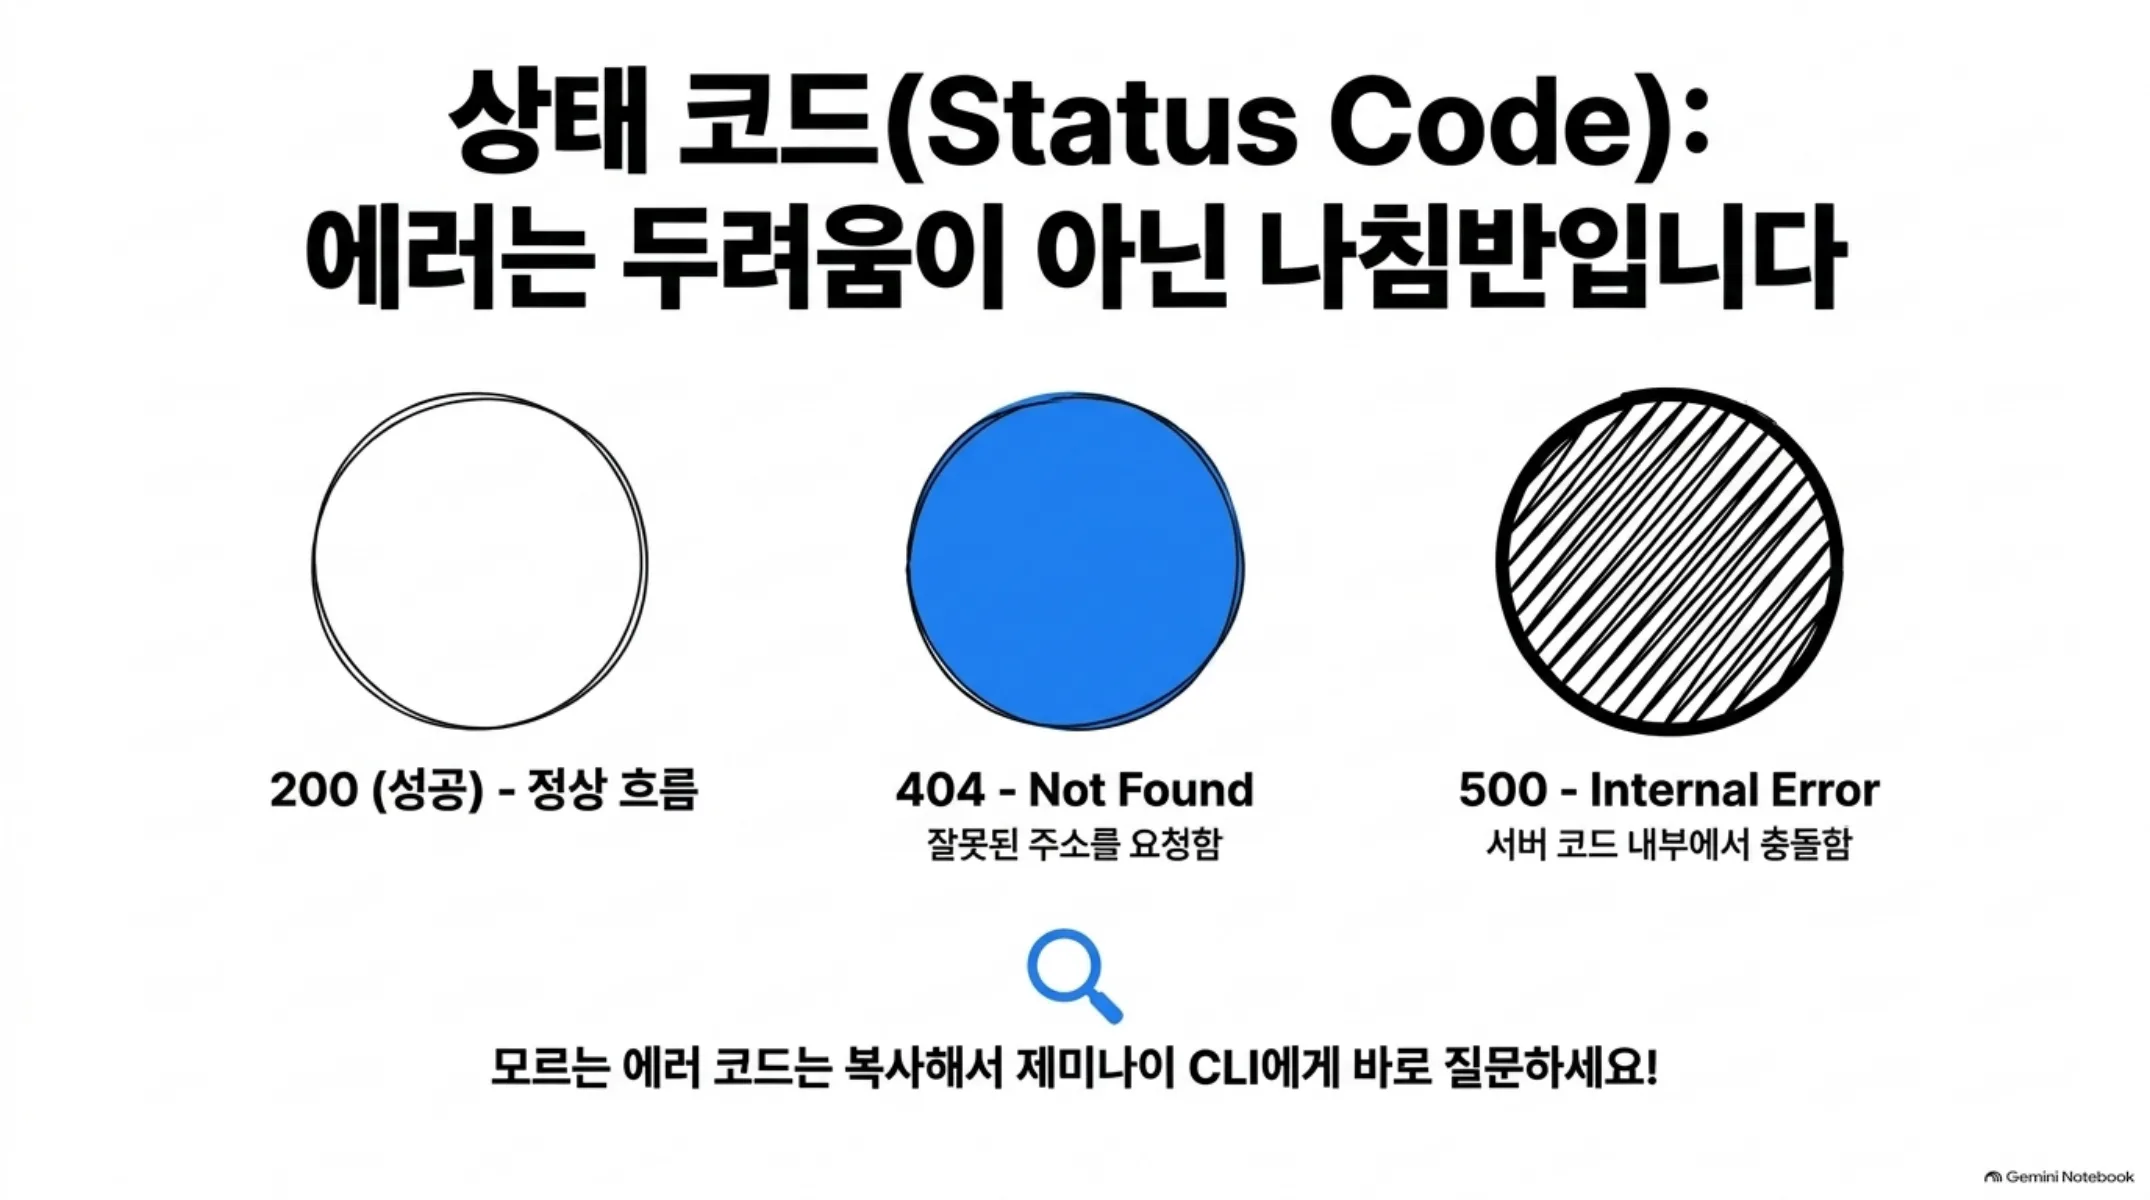 상태 코드(Status Code):
에러는 두려움이 아닌 나침반입니다
200 (성공) - 정상 흐름
404 - Not Found
잘못된 주소를 요청함
500 - Internal Error
서버 코드 내부에서 충돌함
모르는 에러 코드는 복사해서 제미나이 CLI에게 바로 질문하세요!
Gemini Notebook